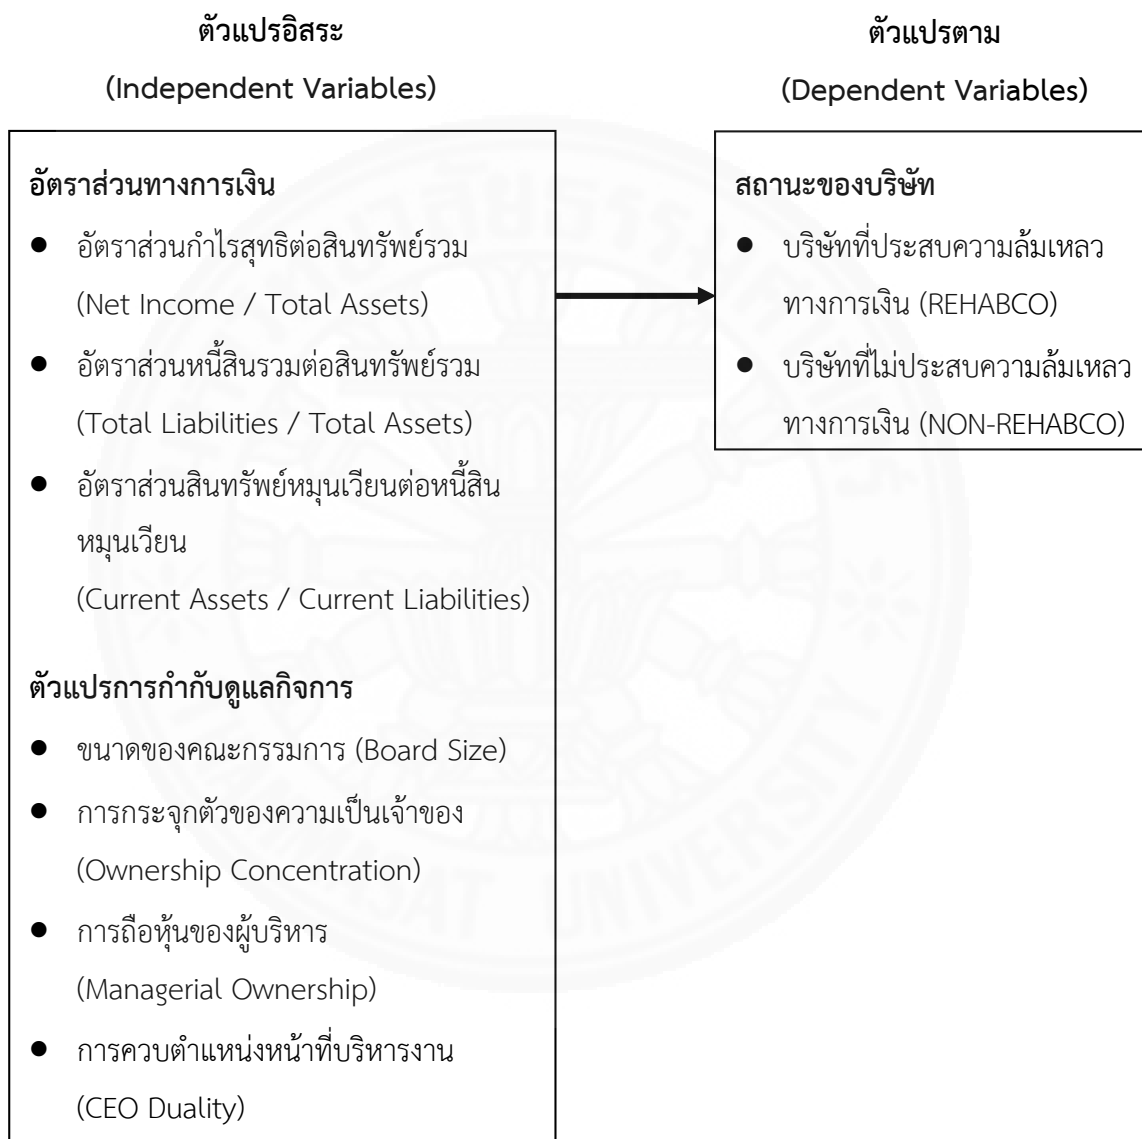 ตัวแปรอิสระ
(Independent Variables)
ตัวแปรตาม
(Dependent Variables)
อัตราส่วนทางการเงิน
● อัตราส่วนกำไรสุทธิต่อสินทรัพย์รวม
(Net Income / Total Assets)
● อัตราส่วนหนี้สินรวมต่อสินทรัพย์รวม
(Total Liabilities / Total Assets)
● อัตราส่วนสินทรัพย์หมุนเวียนต่อหนี้สิน
หมุนเวียน
(Current Assets / Current Liabilities)
ตัวแปรการกำกับดูแลกิจการ
● ขนาดของคณะกรรมการ (Board Size)
● การกระจุกตัวของความเป็นเจ้าของ
(Ownership Concentration)
● การถือหุ้นของผู้บริหาร
(Managerial Ownership)
● การควบตำแหน่งหน้าที่บริหารงาน
(CEO Duality)
สถานะของบริษัท
● บริษัทที่ประสบความล้มเหลว
ทางการเงิน (REHABCO)
● บริษัทที่ไม่ประสบความล้มเหลว
ทางการเงิน (NON-REHABCO)
THAMMASAT UNIVERSITY